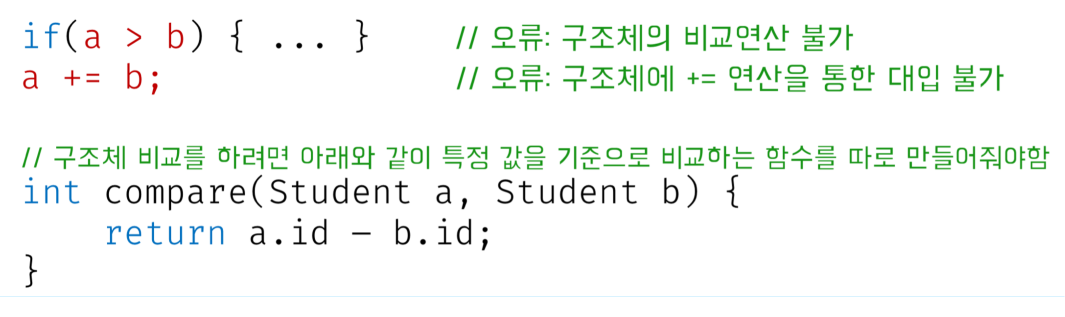 if(a > b) { ... } // 오류: 구조체의 비교연산 불가
a += b; // 오류: 구조체에 += 연산을 통한 대입 불가
// 구조체 비교를 하려면 아래와 같이 특정 값을 기준으로 비교하는 함수를 따로 만들어줘야함
int compare(Student a, Student b) {
    return a.id – b.id;
}